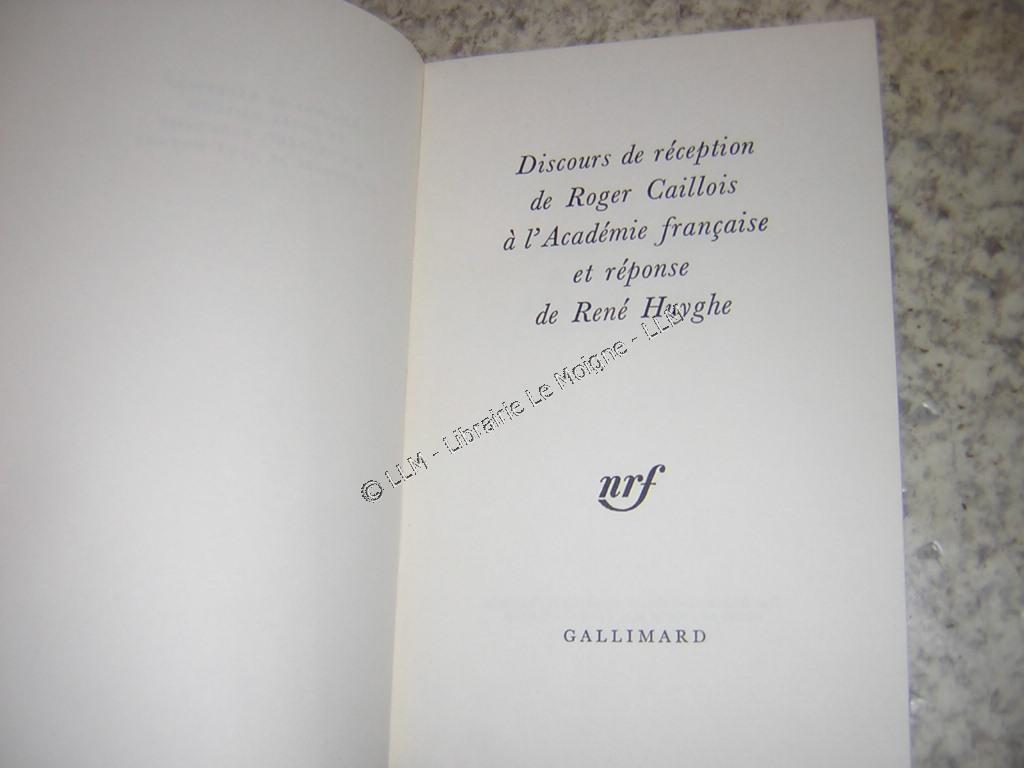 Discours de réception
de Roger Caillois
à l'Académie française
et réponse
de René Huyghe
© LLM - Librairie Le Moigne - LLM
nrf
GALLIMARD